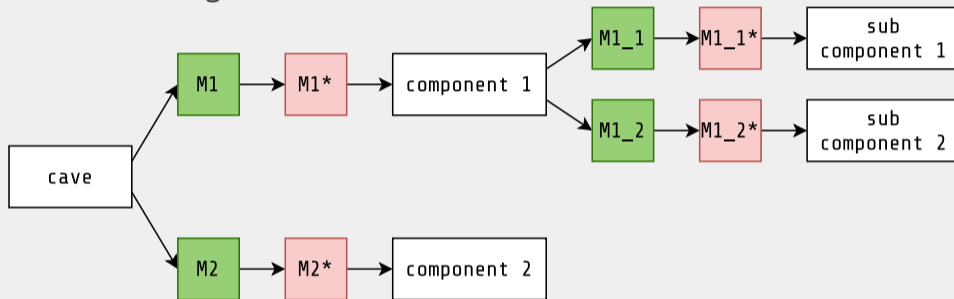 M1_1
M1_1*
sub
component 1
M1
M1*
component 1
M1_2
M1_2*
sub
component 2
cave
M2
M2*
component 2